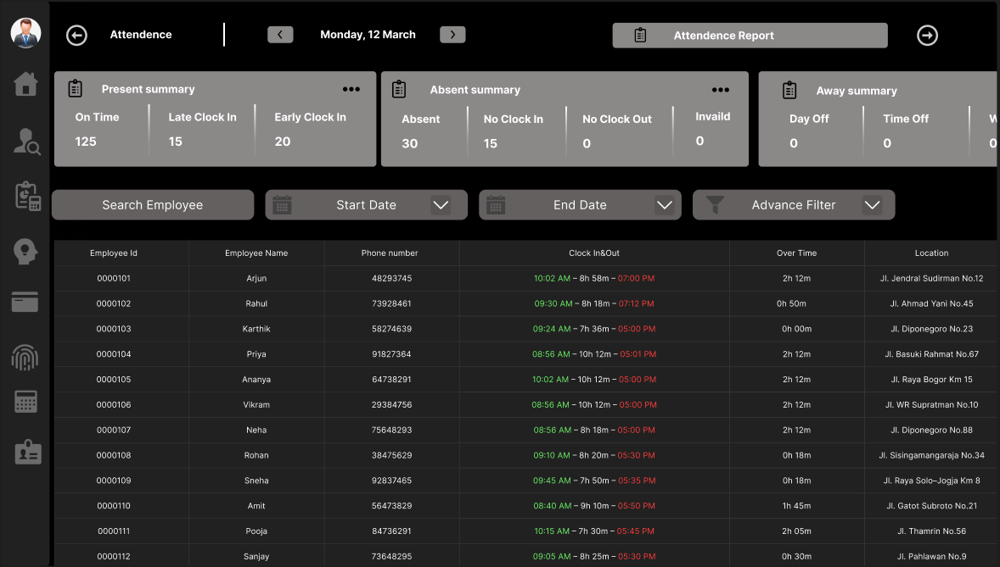 Attendence
Monday, 12 March
Attendence Report
Present summary
On Time Late Clock In Early Clock In
125 15 20
Absent summary
Absent No Clock In No Clock Out Invaild
30 15 0 0
Away summary
Day Off Time Off W
0 0 0
Search Employee Start Date End Date Advance Filter
Employee Id Employee Name Phone number Clock In&Out Over Time Location
0000101 Arjun 48293745 10:02 AM – 8h 58m – 07:00 PM 2h 12m Jl. Jendral Sudirman No.12
0000102 Rahul 73928461 09:30 AM – 8h 18m – 07:12 PM 0h 50m Jl. Ahmad Yani No.45
0000103 Karthik 58274639 09:24 AM – 7h 36m – 05:00 PM 0h 00m Jl. Diponegoro No.23
0000104 Priya 91827364 08:56 AM – 10h 12m – 05:01 PM 2h 12m Jl. Basuki Rahmat No.67
0000105 Ananya 64738291 10:02 AM – 10h 12m – 05:00 PM 2h 12m Jl. Raya Bogor Km 15
0000106 Vikram 29384756 08:56 AM – 10h 12m – 05:00 PM 2h 12m Jl. WR Supratman No.10
0000107 Neha 75648293 08:56 AM – 8h 18m – 05:00 PM 2h 12m Jl. Diponegoro No.88
0000108 Rohan 38475629 09:10 AM – 8h 20m – 05:30 PM 0h 18m Jl. Sisingamangaraja No.34
0000109 Sneha 92837465 09:45 AM – 7h 50m – 05:35 PM 0h 18m Jl. Raya Solo–Jogja Km 8
0000110 Amit 56473829 08:40 AM – 9h 10m – 05:50 PM 1h 45m Jl. Gatot Subroto No.21
0000111 Pooja 84736291 10:15 AM – 7h 30m – 05:45 PM 2h 05m Jl. Thamrin No.56
0000112 Sanjay 73648295 09:05 AM – 8h 25m – 05:30 PM 0h 30m Jl. Pahlawan No.9